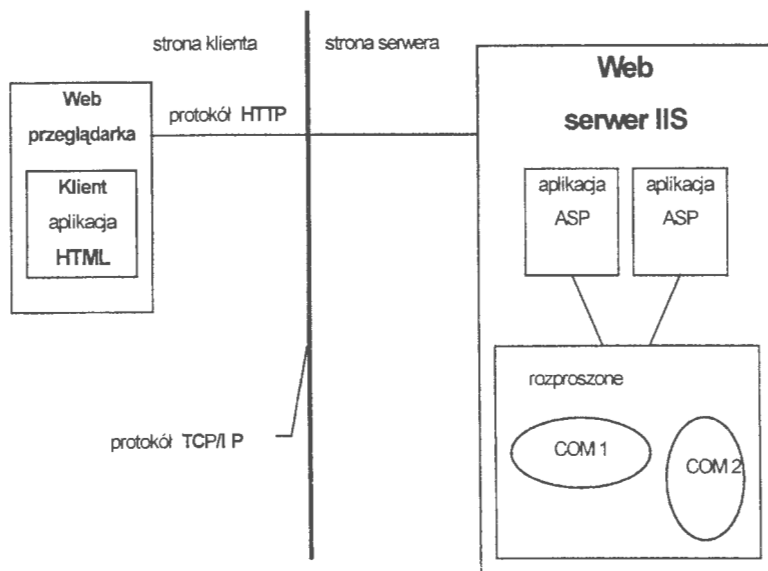 strona klienta
strona serwera
Web
przeglądarka
protokół HTTP
Klient
aplikacja
HTML
Web
serwer IIS
aplikacja
ASP
aplikacja
ASP
rozproszone
COM 1
COM 2
protokół TCP/I P